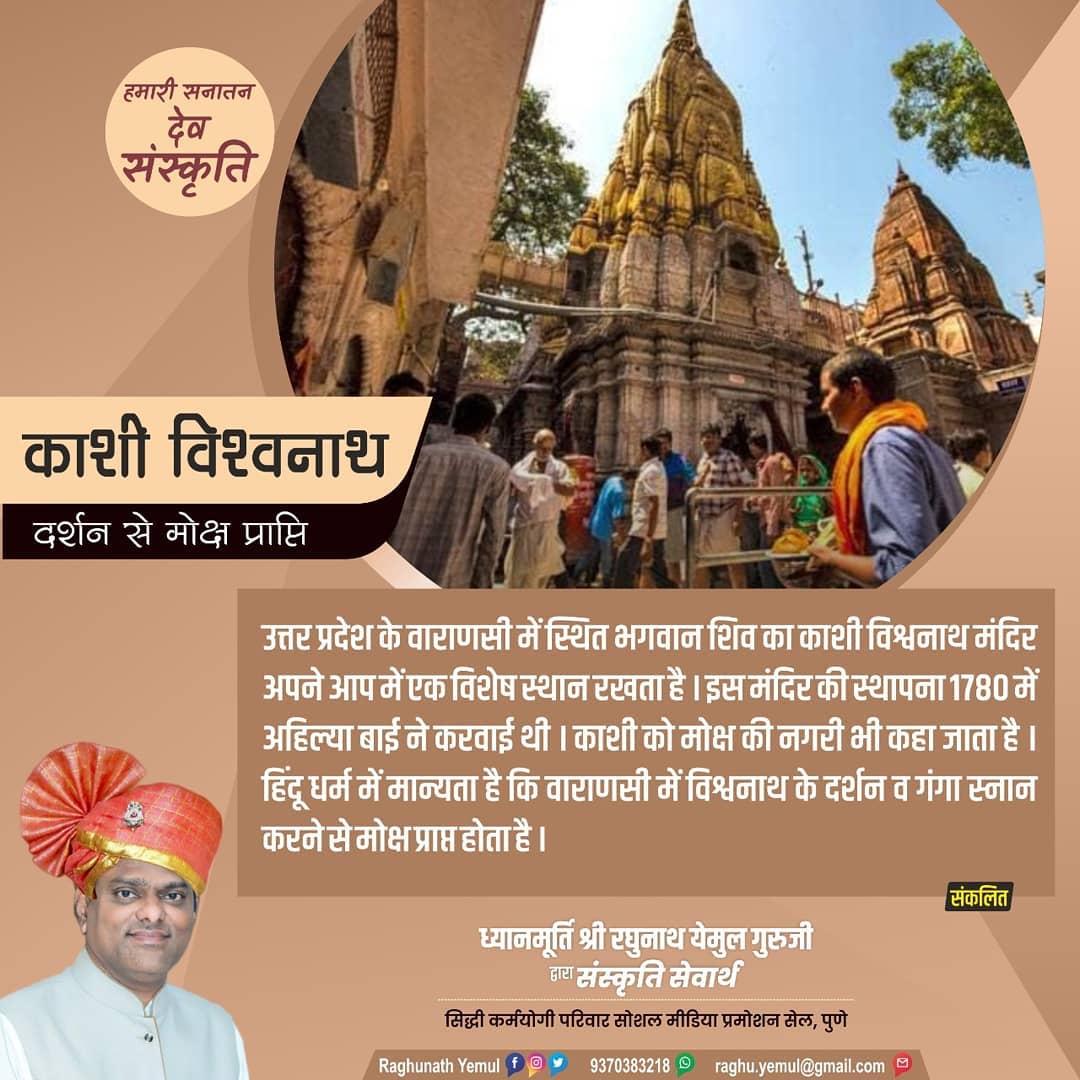 हमारी सनातन
देव
संस्कृति
काशी विश्वनाथ
दर्शन से मोक्ष प्राप्ति
उत्तर प्रदेश के वाराणसी में स्थित भगवान शिव का काशी विश्वनाथ मंदिर
अपने आप में एक विशेष स्थान रखता है । इस मंदिर की स्थापना 1780 में
अहिल्या बाई ने करवाई थी । काशी को मोक्ष की नगरी भी कहा जाता है ।
हिंदू धर्म में मान्यता है कि वाराणसी में विश्वनाथ के दर्शन व गंगा स्नान
करने से मोक्ष प्राप्त होता है ।
संकलित
ध्यानमूर्ति श्री रघुनाथ येमुल गुरुजी
द्वारा संस्कृति सेवार्थ
सिद्धी कर्मयोगी परिवार सोशल मीडिया प्रमोशन सेल, पुणे
Raghunath Yemul 9370383218 raghu.yemul@gmail.com